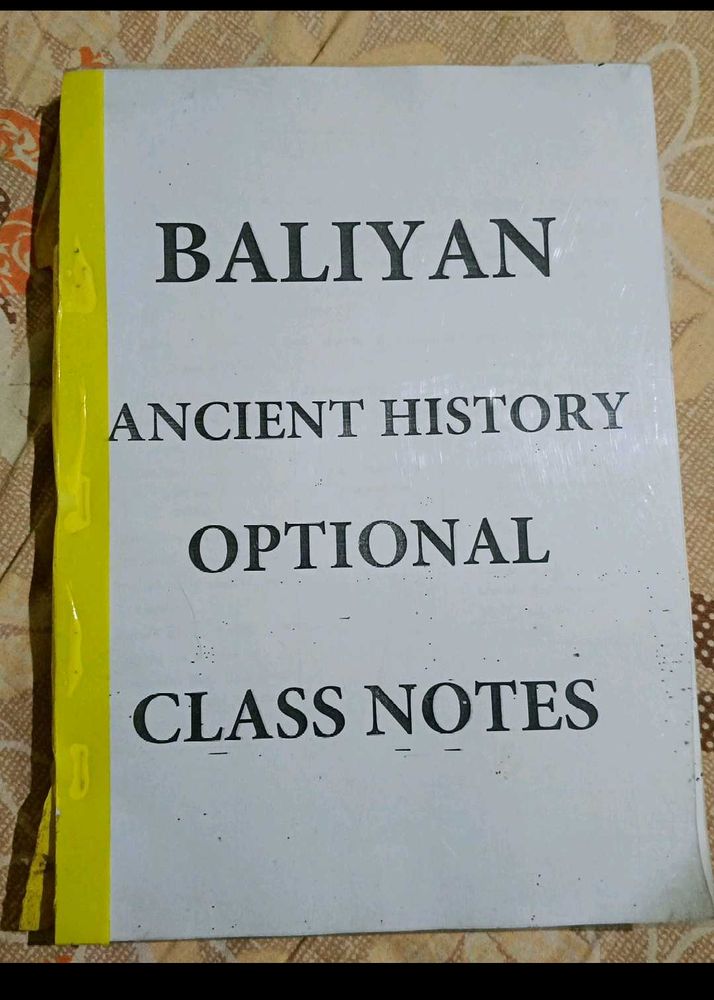 BALIYAN
ANCIENT HISTORY
OPTIONAL
CLASS NOTES